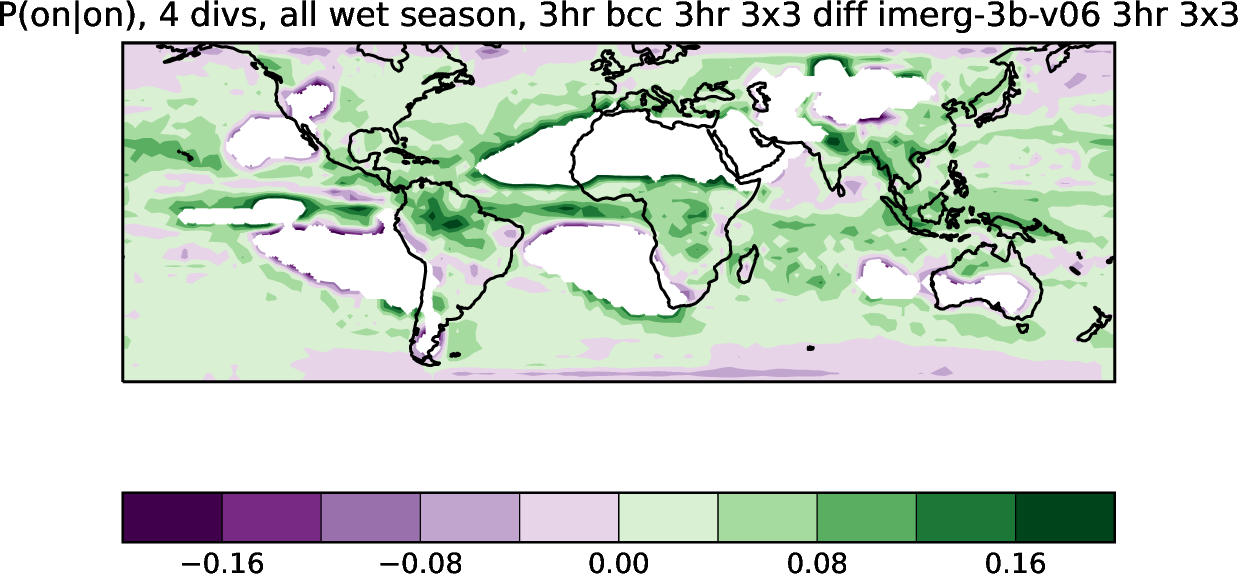 P(on|on), 4 divs, all wet season, 3hr bcc 3hr 3x3 diff imerg-3b-v06 3hr 3x3
−0.16 −0.08 0.00 0.08 0.16